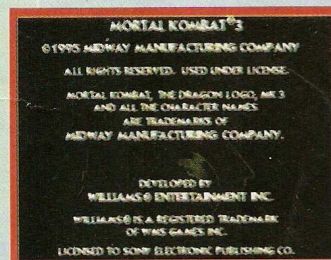 MORTAL KOMBAT® 3
©1995 MIDWAY MANUFACTURING COMPANY
ALL RIGHTS RESERVED. USED UNDER LICENSE.
MORTAL KOMBAT, THE DRAGON LOGO, MK 3
AND ALL THE CHARACTER NAMES
ARE TRADEMARKS OF
MIDWAY MANUFACTURING COMPANY.
DEVELOPED BY
WILLIAMS® ENTERTAINMENT INC.
WILLIAMS® IS A REGISTERED TRADEMARK
OF WMS GAMES INC.
LICENSED TO SONY ELECTRONIC PUBLISHING CO.